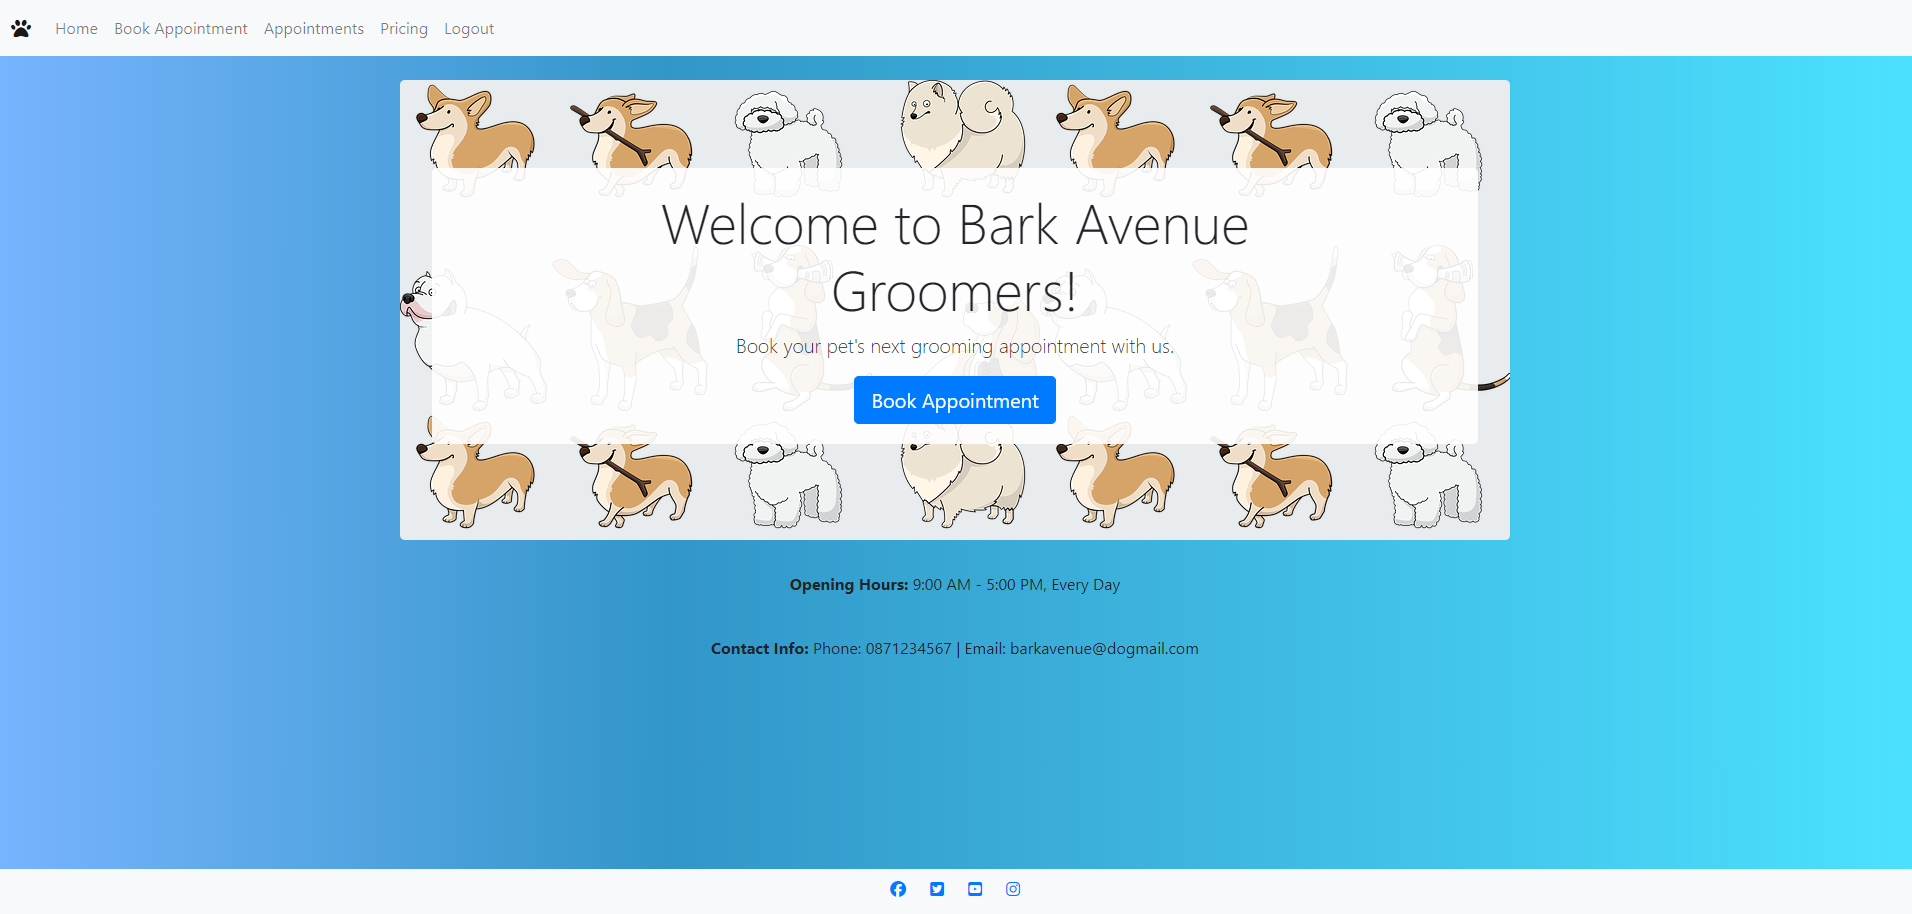 Home Book Appointment Appointments Pricing Logout
Welcome to Bark Avenue
Groomers!
Book your pet's next grooming appointment with us.
Book Appointment
Opening Hours: 9:00 AM - 5:00 PM, Every Day
Contact Info: Phone: 0871234567 | Email: barkavenue@dogmail.com